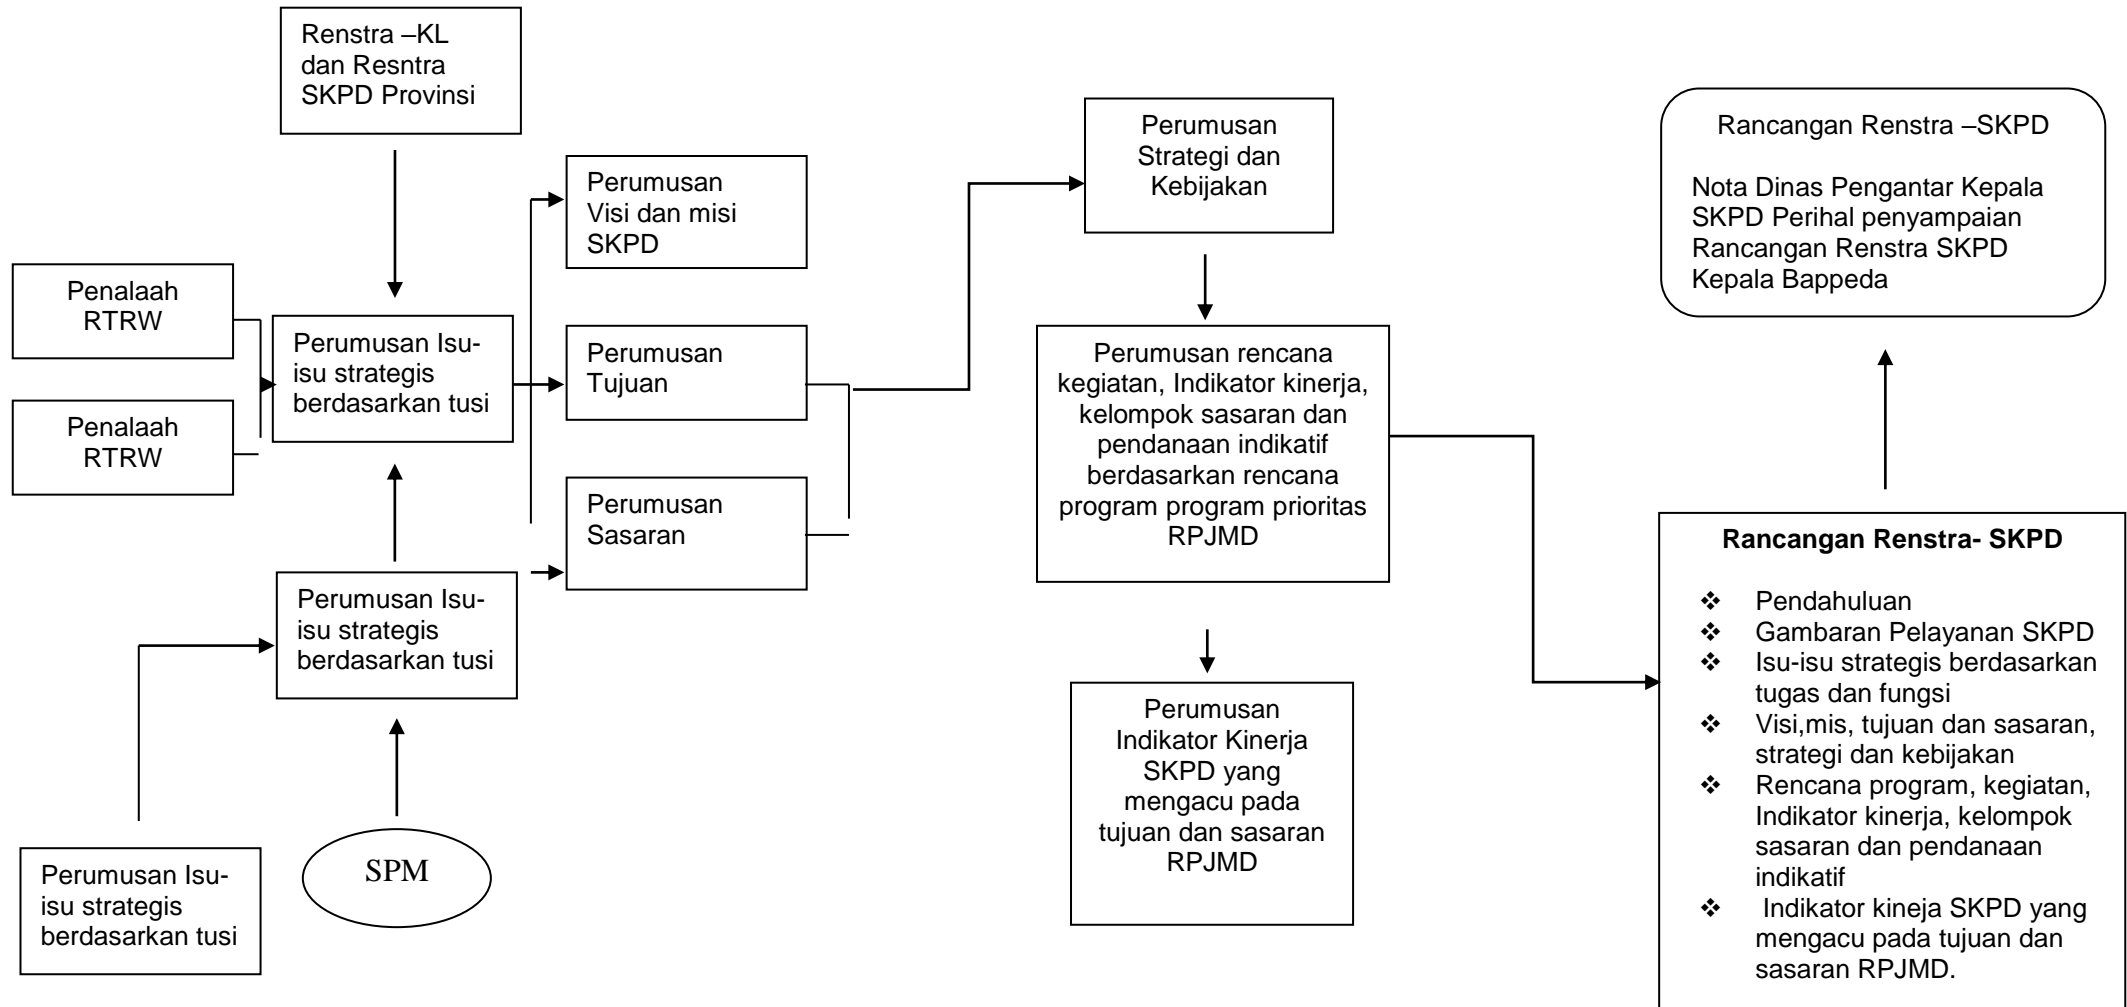 Renstra –KL
dan Resntra
SKPD Provinsi
Penalaah
RTRW
Penalaah
RTRW
Perumusan Isu-
isu strategis
berdasarkan tusi
Perumusan Isu-
isu strategis
berdasarkan tusi
Perumusan Isu-
isu strategis
berdasarkan tusi
SPM
Perumusan
Visi dan misi
SKPD
Perumusan
Tujuan
Perumusan
Sasaran
Perumusan
Strategi dan
Kebijakan
Perumusan rencana
kegiatan, Indikator kinerja,
kelompok sasaran dan
pendanaan indikatif
berdasarkan rencana
program program prioritas
RPJMD
Perumusan
Indikator Kinerja
SKPD yang
mengacu pada
tujuan dan sasaran
RPJMD
Rancangan Renstra –SKPD
Nota Dinas Pengantar Kepala
SKPD Perihal penyampaian
Rancangan Renstra SKPD
Kepala Bappeda
Rancangan Renstra- SKPD
❖ Pendahuluan
❖ Gambaran Pelayanan SKPD
❖ Isu-isu strategis berdasarkan
tugas dan fungsi
❖ Visi,mis, tujuan dan sasaran,
strategi dan kebijakan
❖ Rencana program, kegiatan,
Indikator kinerja, kelompok
sasaran dan pendanaan
indikatif
❖ Indikator kineja SKPD yang
mengacu pada tujuan dan
sasaran RPJMD.